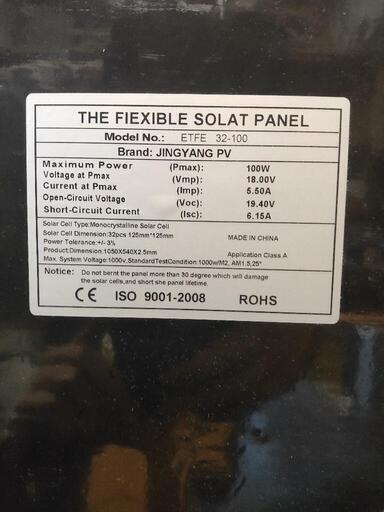 THE FIEXIBLE SOLAT PANEL
Model No.: ETFE 32-100
Brand: JINGYANG PV
Maximum Power (Pmax): 100W
Voltage at Pmax (Vmp): 18.00V
Current at Pmax (Imp): 5.50A
Open-Circuit Voltage (Voc): 19.40V
Short-Circuit Current (Isc): 6.15A
Solar Cell Type:Monocrystalline Solar Cell
Solar Cell Dimension:32pcs 125mm*125mm MADE IN CHINA
Power Tolerance:+/- 3%
Product Dimension:1050X540X2.5mm Application Class A
Max. System Voltage:1000v,StandardTestCondition:1000w/M2, AM1.5,25°
Notice: Do not bernt the panel more than 30 degree which will damage
the solar cells,and short she panel lifetime.
CE ISO 9001-2008 ROHS